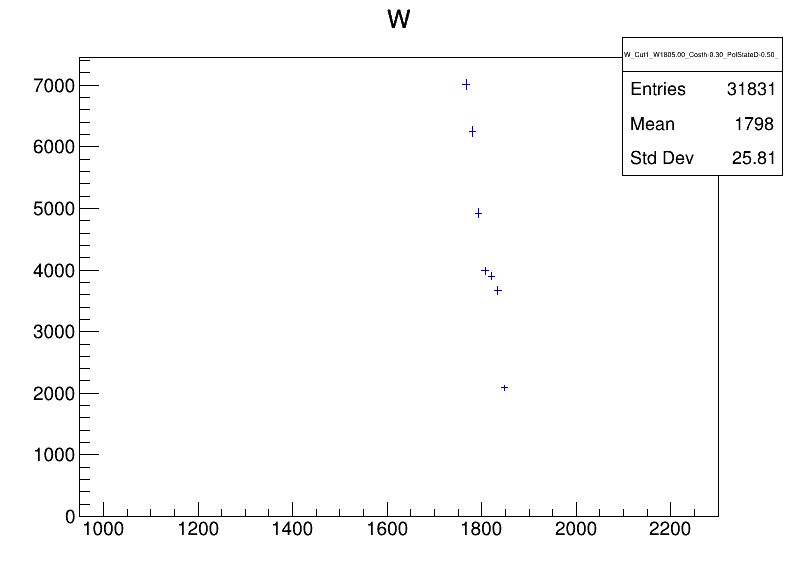 W
W_Cut1_W1805.00_Costh-0.30_PolStateD-0.50_
Entries 31831
Mean 1798
Std Dev 25.81
7000
6000
5000
4000
3000
2000
1000
0
1000 1200 1400 1600 1800 2000 2200